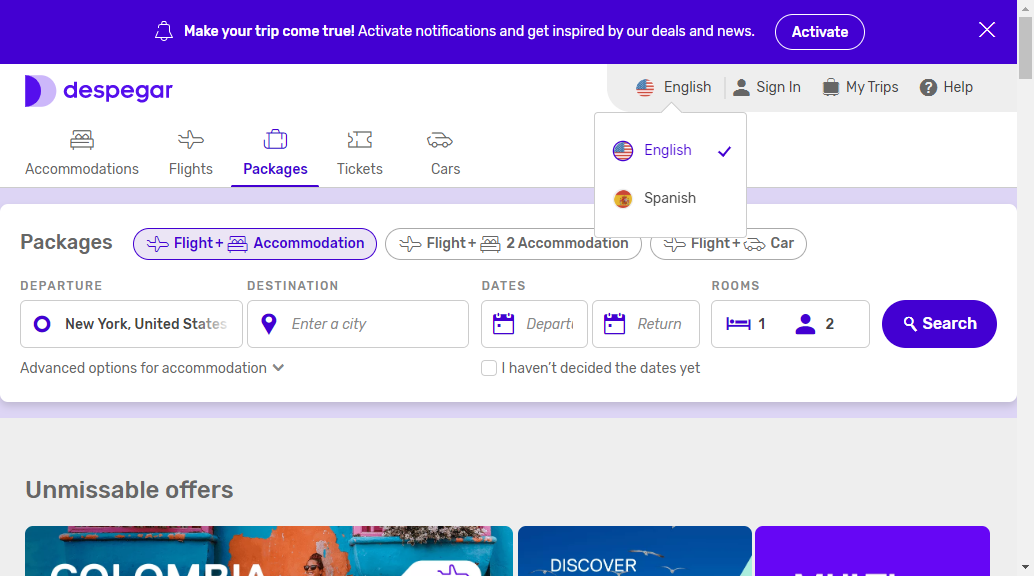 Make your trip come true! Activate notifications and get inspired by our deals and news.
Activate
despegar
English
Sign In
My Trips
Help
English
Spanish
Accommodations
Flights
Packages
Tickets
Cars
Packages
Flight + Accommodation
Flight + 2 Accommodation
Flight + Car
DEPARTURE
DESTINATION
DATES
ROOMS
New York, United States
Enter a city
Return
1
2
Search
Advanced options for accommodation
I haven't decided the dates yet
Unmissable offers
COLOMBIA
DISCOVER